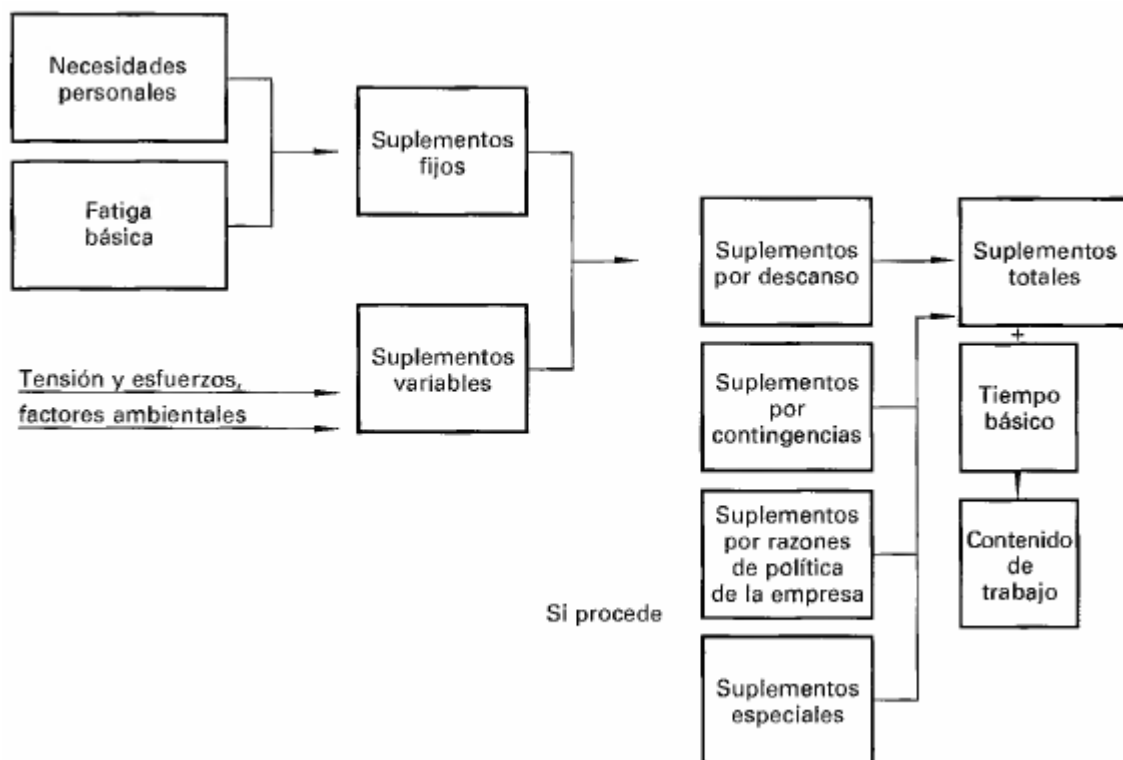 Necesidades
personales
Fatiga
básica
Suplementos
fijos
Tensión y esfuerzos,
factores ambientales
Suplementos
variables
Suplementos
por descanso
Suplementos
por
contingencias
Suplementos
por razones
de política
de la empresa
Si procede
Suplementos
especiales
Suplementos
totales
+
Tiempo
básico
Contenido
de
trabajo